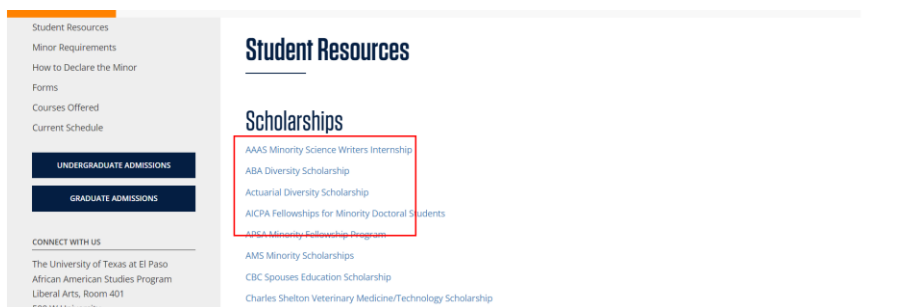 Student Resources
Minor Requirements
How to Declare the Minor
Forms
Courses Offered
Current Schedule
UNDERGRADUATE ADMISSIONS
GRADUATE ADMISSIONS
CONNECT WITH US
The University of Texas at El Paso
African American Studies Program
Liberal Arts, Room 401
Student Resources
Scholarships
AAAS Minority Science Writers Internship
ABA Diversity Scholarship
Actuarial Diversity Scholarship
AICPA Fellowships for Minority Doctoral Students
APSA Minority Fellowship Program
AMS Minority Scholarships
CBC Spouses Education Scholarship
Charles Shelton Veterinary Medicine/Technology Scholarship